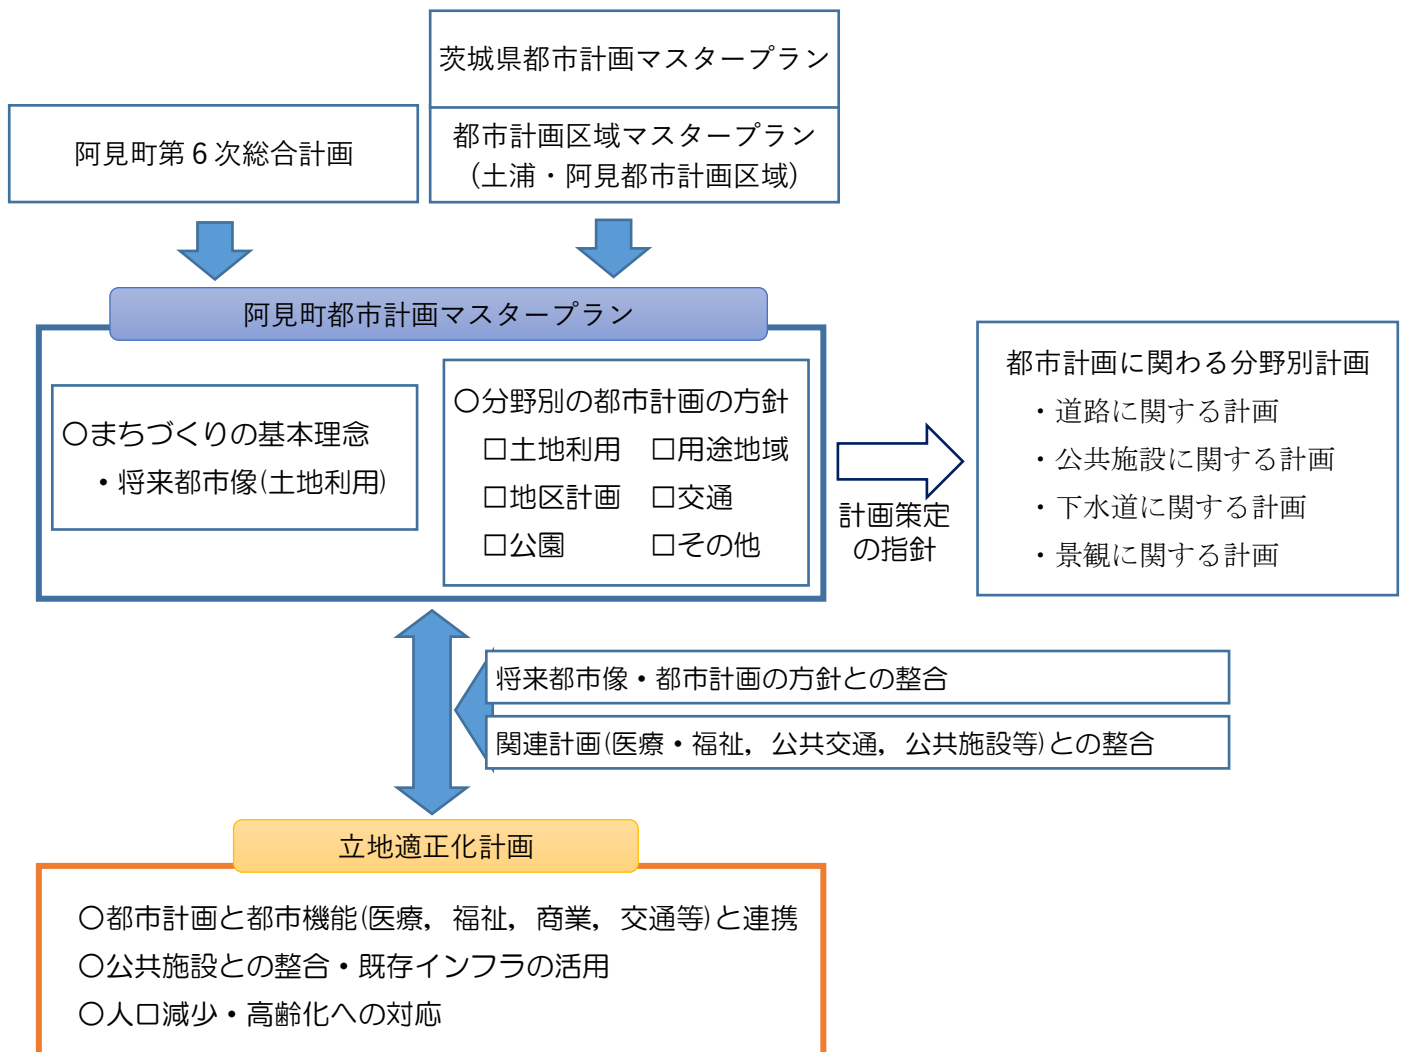 茨城県都市計画マスタープラン
阿見町第6次総合計画
都市計画区域マスタープラン
（土浦・阿見都市計画区域）
阿見町都市計画マスタープラン
○まちづくりの基本理念
・将来都市像(土地利用)
○分野別の都市計画の方針
□土地利用　□用途地域
□地区計画　□交通
□公園　□その他
計画策定
の指針
都市計画に関わる分野別計画
・道路に関する計画
・公共施設に関する計画
・下水道に関する計画
・景観に関する計画
将来都市像・都市計画の方針との整合
関連計画(医療・福祉，公共交通，公共施設等)との整合
立地適正化計画
○都市計画と都市機能(医療，福祉，商業，交通等)と連携
○公共施設との整合・既存インフラの活用
○人口減少・高齢化への対応